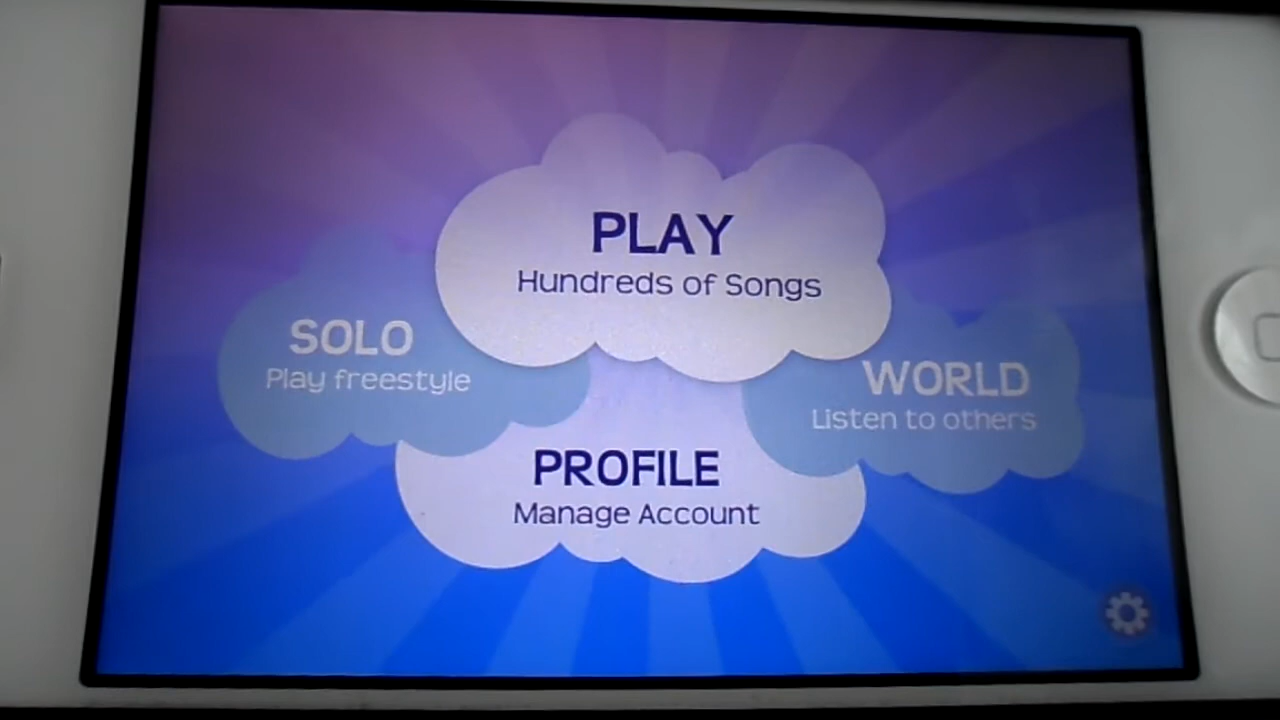 PLAY
Hundreds of Songs
SOLO
Play freestyle
WORLD
Listen to others
PROFILE
Manage Account